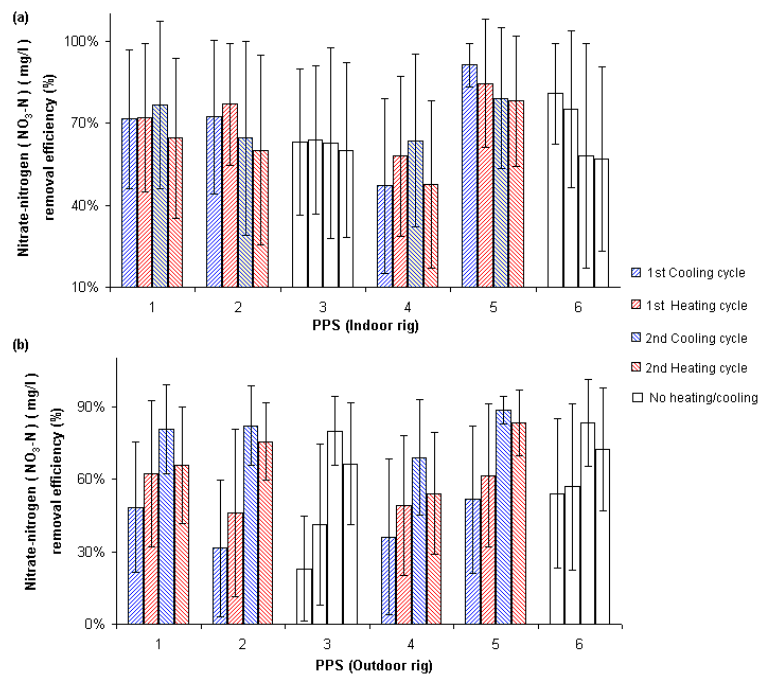 (a)
Nitrate-nitrogen ( NO3-N) ( mg/l )
removal efficiency (%)
100%
70%
40%
10%
1 2 3 4 5 6
PPS (Indoor rig)
1st Cooling cycle
1st Heating cycle
2nd Cooling cycle
2nd Heating cycle
No heating/cooling
(b)
Nitrate-nitrogen ( NO3-N) ( mg/l )
removal efficiency (%)
90%
60%
30%
0%
1 2 3 4 5 6
PPS (Outdoor rig)